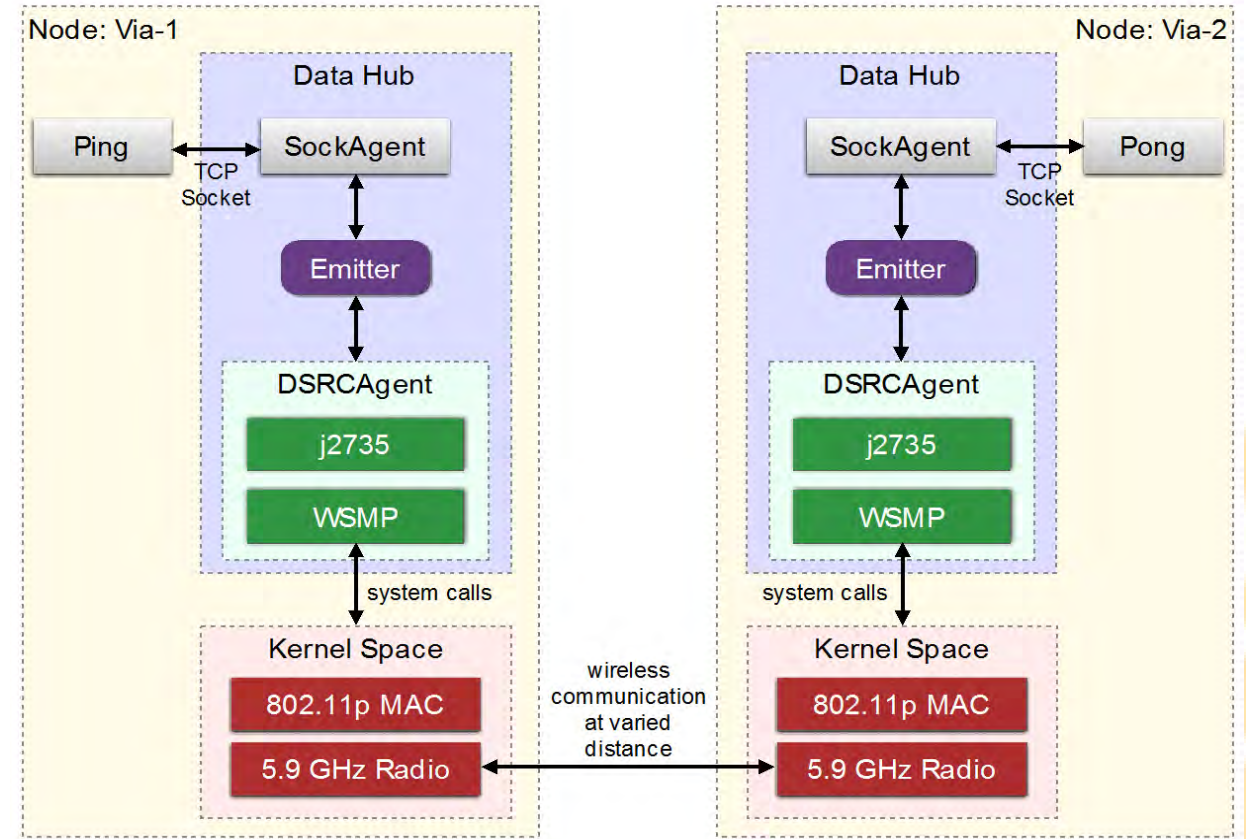 Node: Via-1
Data Hub
Ping
SockAgent
TCP
Socket
Emitter
DSRCAgent
j2735
WSMP
system calls
Kernel Space
802.11p MAC
5.9 GHz Radio
wireless
communication
at varied
distance
Node: Via-2
Data Hub
SockAgent
Pong
TCP
Socket
Emitter
DSRCAgent
j2735
WSMP
system calls
Kernel Space
802.11p MAC
5.9 GHz Radio